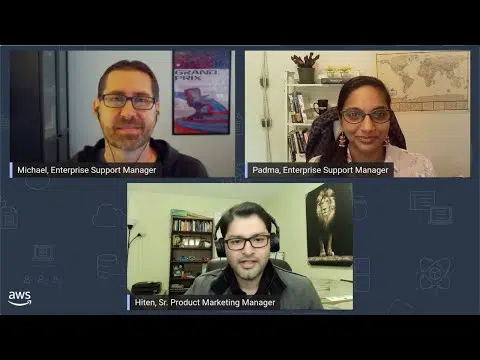 GRAND
PRIX
Michael, Enterprise Support Manager
Padma, Enterprise Support Manager
aws
Hiten, Sr. Product Marketing Manager